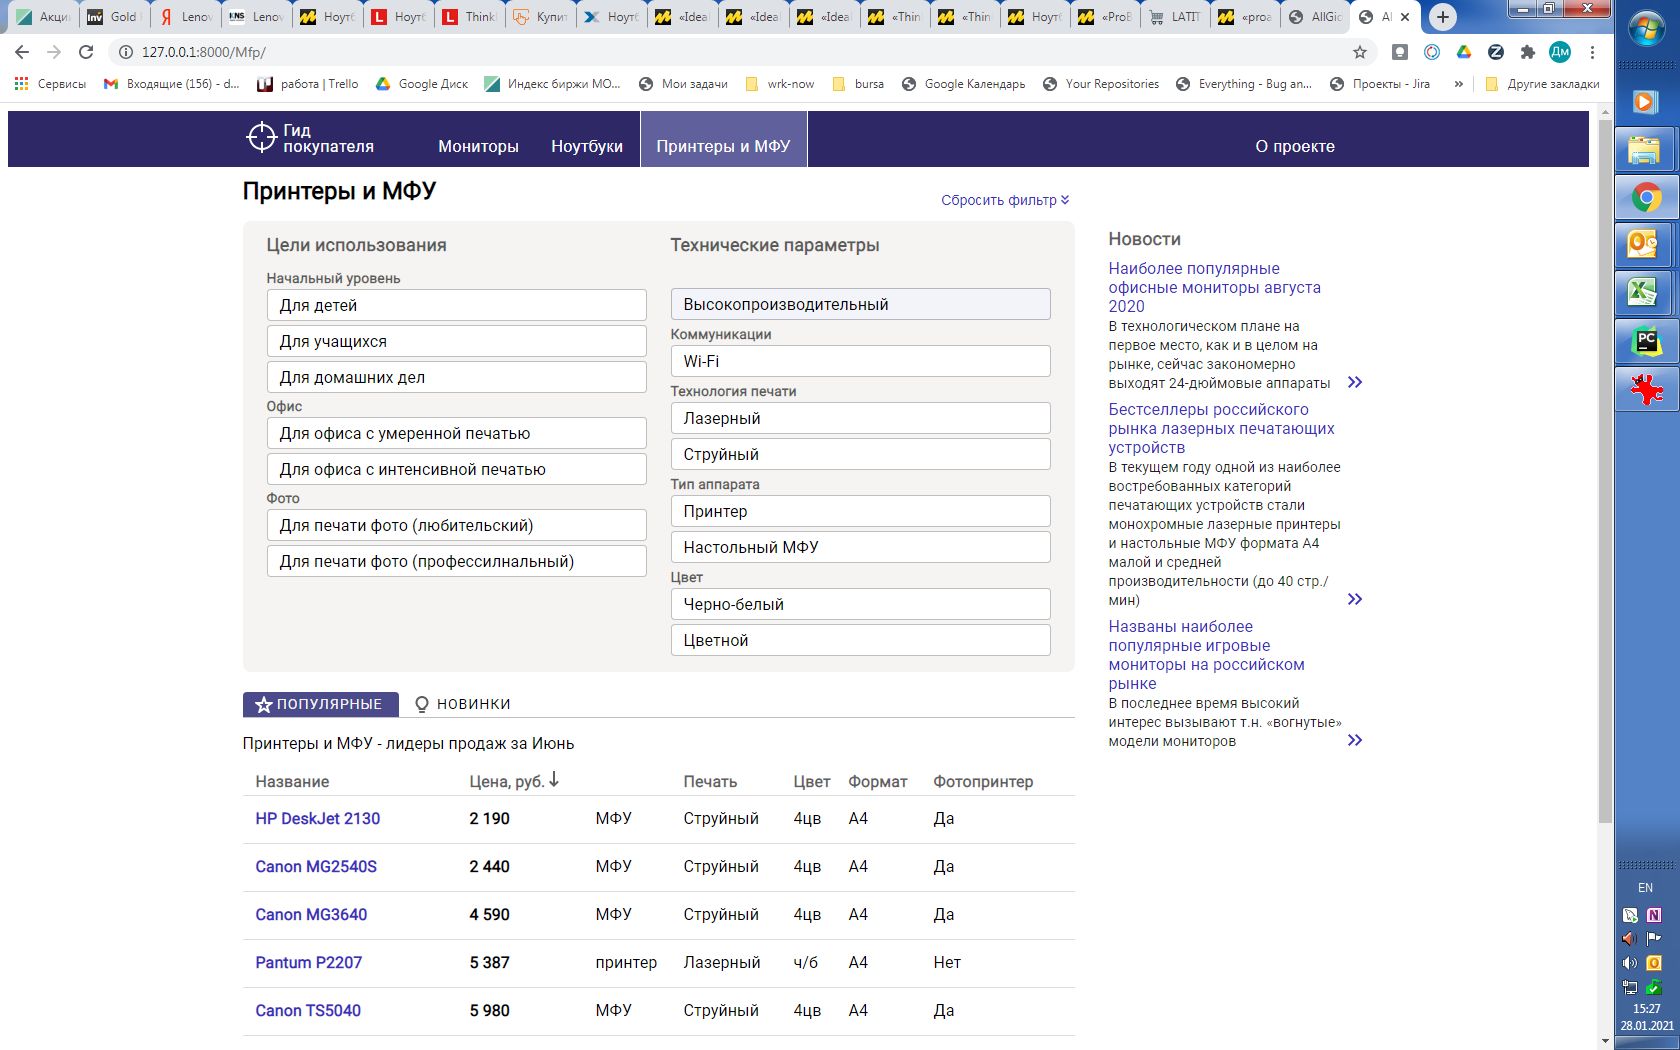 Акции
Gold
Lenov
Lenov
Ноутб
Ноутб
ThinkI
Купит
Ноутб
«Ideal
«Ideal
«Ideal
«Thin
«Thin
Ноутб
«ProB
LATIT
«proa
AllGic
Al
127.0.0.1:8000/Mfp/
Дм
Сервисы
Входящие (156) - d...
работа | Trello
Google Диск
Индекс биржи МО...
Мои задачи
wrk-now
bursa
Google Календарь
Your Repositories
Everything - Bug an...
Проекты - Jira
»
Другие закладки
Гид
покупателя
Мониторы
Ноутбуки
Принтеры и МФУ
О проекте
Принтеры и МФУ
Сбросить фильтр
Цели использования
Начальный уровень
Для детей
Для учащихся
Для домашних дел
Офис
Для офиса с умеренной печатью
Для офиса с интенсивной печатью
Фото
Для печати фото (любительский)
Для печати фото (профессилнальный)
Технические параметры
Высокопроизводительный
Коммуникации
Wi-Fi
Технология печати
Лазерный
Струйный
Тип аппарата
Принтер
Настольный МФУ
Цвет
Черно-белый
Цветной
Новости
Наиболее популярные
офисные мониторы августа
2020
В технологическом плане на
первое место, как и в целом на
рынке, сейчас закономерно
выходят 24-дюймовые аппараты
Бестселлеры российского
рынка лазерных печатающих
устройств
В текущем году одной из наиболее
востребованных категорий
печатающих устройств стали
монохромные лазерные принтеры
и настольные МФУ формата А4
малой и средней
производительности (до 40 стр./
мин)
Названы наиболее
популярные игровые
мониторы на российском
рынке
В последнее время высокий
интерес вызывают т.н. «вогнутые»
модели мониторов
ПОПУЛЯРНЫЕ
НОВИНКИ
Принтеры и МФУ - лидеры продаж за Июнь
Название Цена, руб. Печать Цвет Формат Фотопринтер
HP DeskJet 2130 2 190 МФУ Струйный 4цв A4 Да
Canon MG2540S 2 440 МФУ Струйный 4цв A4 Да
Canon MG3640 4 590 МФУ Струйный 4цв A4 Да
Pantum P2207 5 387 принтер Лазерный ч/б A4 Нет
Canon TS5040 5 980 МФУ Струйный 4цв A4 Да
EN
15:27
28.01.2021